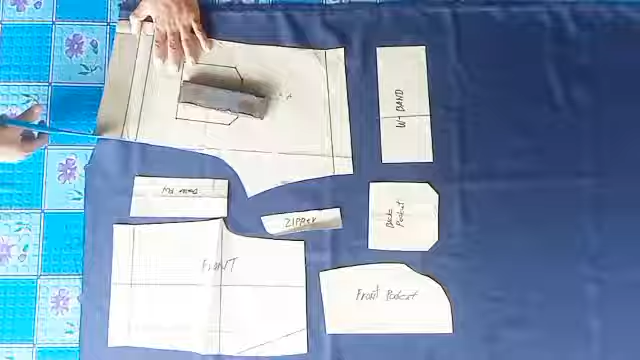 W-BAND
Back
Pocket
ZIPPER
FRONT
Front Pocket